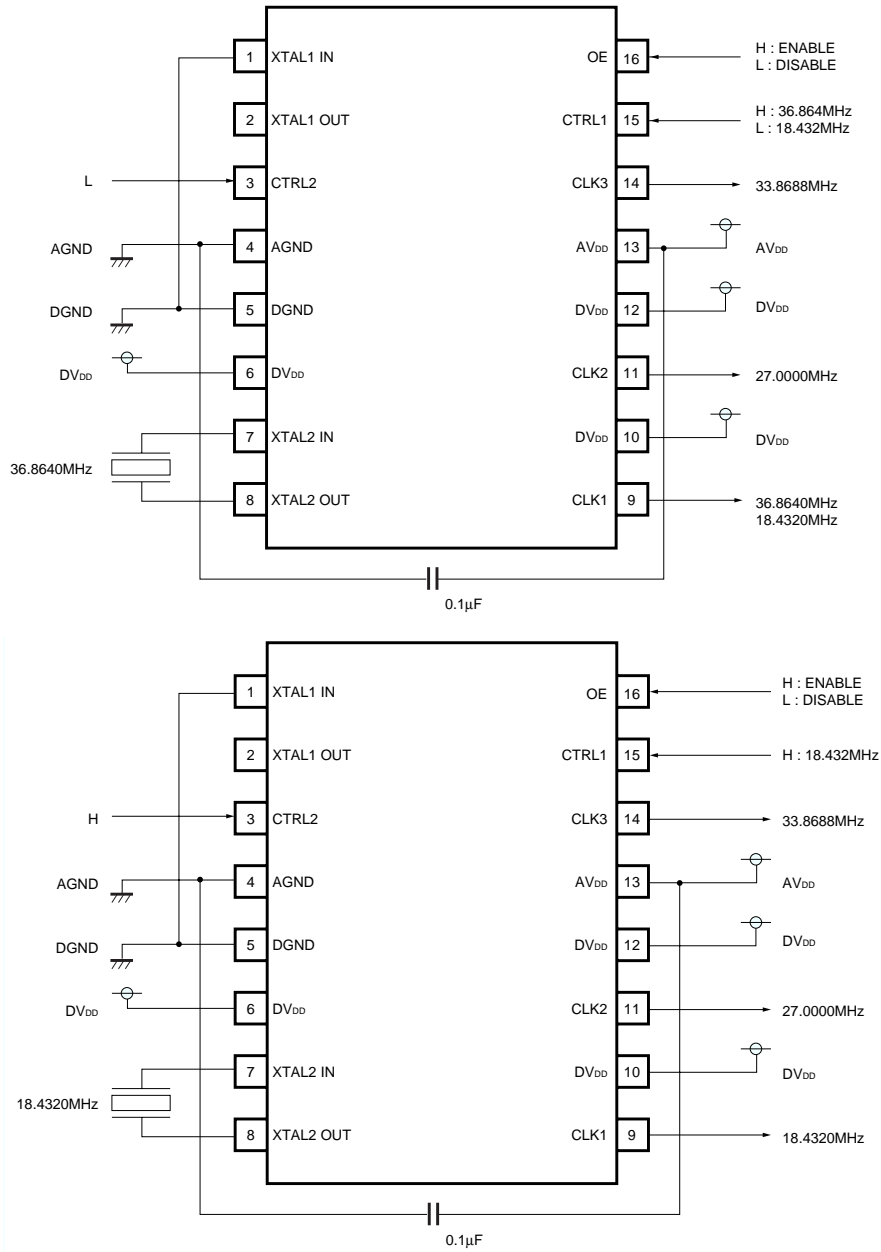 1 XTAL1 IN
OE 16
H : ENABLE
L : DISABLE
2 XTAL1 OUT
CTRL1 15
H : 36.864MHz
L : 18.432MHz
L
3 CTRL2
CLK3 14
33.8688MHz
AGND
4 AGND
AVDD 13
AVDD
DGND
5 DGND
DVDD 12
DVDD
DVDD
6 DVDD
CLK2 11
27.0000MHz
36.8640MHz
7 XTAL2 IN
DVDD 10
DVDD
8 XTAL2 OUT
CLK1 9
36.8640MHz
18.4320MHz
0.1μF
1 XTAL1 IN
OE 16
H : ENABLE
L : DISABLE
2 XTAL1 OUT
CTRL1 15
H : 18.432MHz
H
3 CTRL2
CLK3 14
33.8688MHz
AGND
4 AGND
AVDD 13
AVDD
DGND
5 DGND
DVDD 12
DVDD
DVDD
6 DVDD
CLK2 11
27.0000MHz
18.4320MHz
7 XTAL2 IN
DVDD 10
DVDD
8 XTAL2 OUT
CLK1 9
18.4320MHz
0.1μF